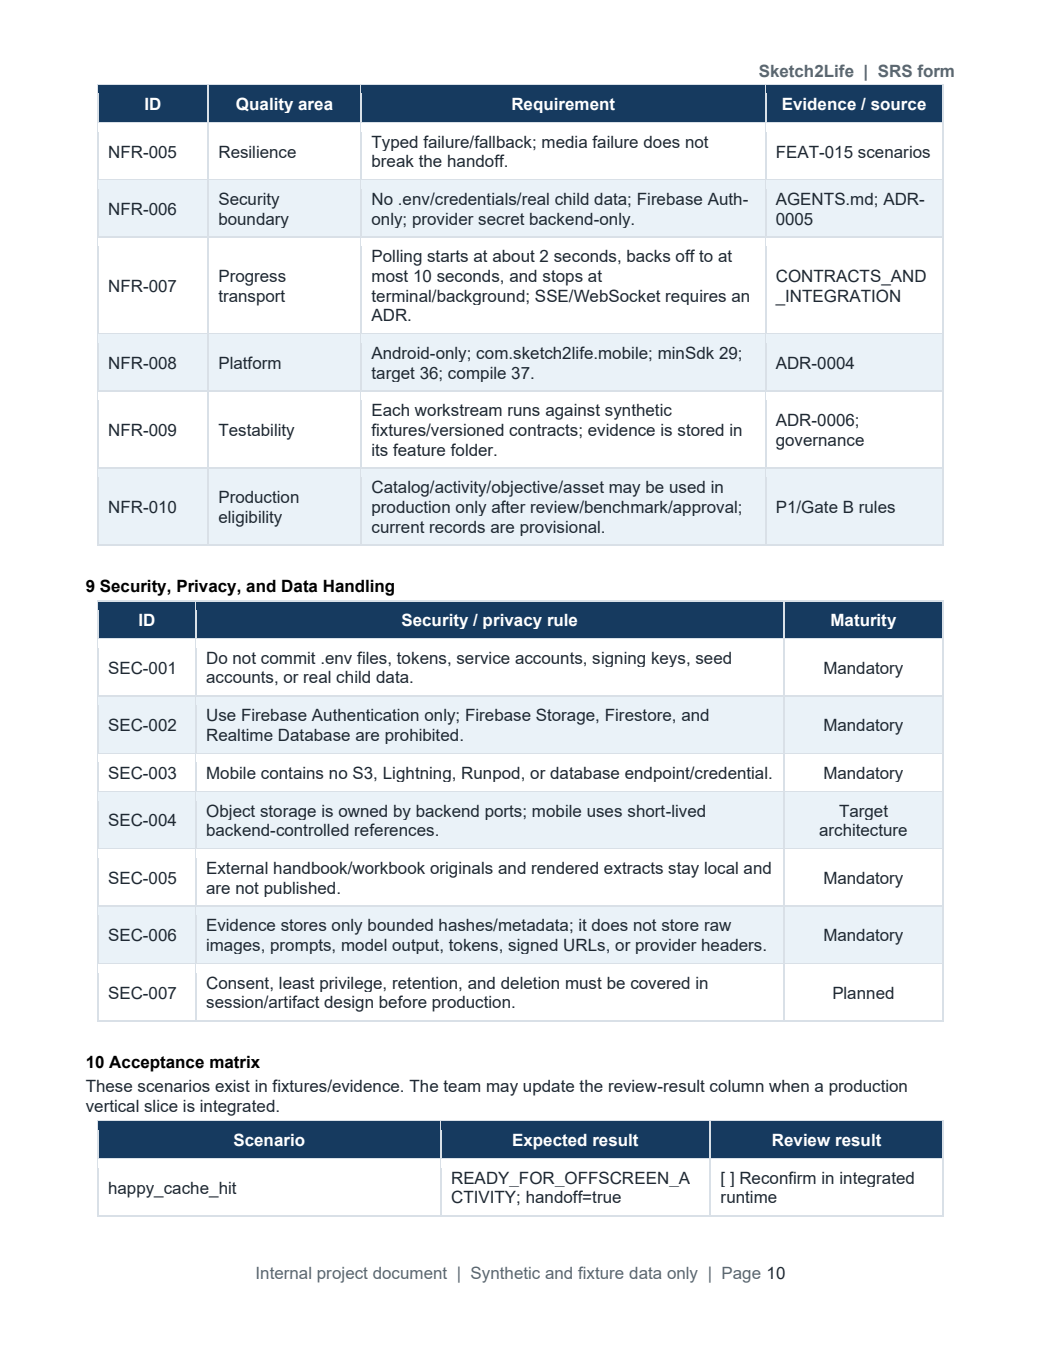 Sketch2Life | SRS form
ID Quality area Requirement Evidence / source
NFR-005 Resilience Typed failure/fallback; media failure does not
break the handoff. FEAT-015 scenarios
NFR-006 Security
boundary No .env/credentials/real child data; Firebase Auth-
only; provider secret backend-only. AGENTS.md; ADR-
0005
NFR-007 Progress
transport Polling starts at about 2 seconds, backs off to at
most 10 seconds, and stops at
terminal/background; SSE/WebSocket requires an
ADR. CONTRACTS_AND
_INTEGRATION
NFR-008 Platform Android-only; com.sketch2life.mobile; minSdk 29;
target 36; compile 37. ADR-0004
NFR-009 Testability Each workstream runs against synthetic
fixtures/versioned contracts; evidence is stored in
its feature folder. ADR-0006;
governance
NFR-010 Production
eligibility Catalog/activity/objective/asset may be used in
production only after review/benchmark/approval;
current records are provisional. P1/Gate B rules
9 Security, Privacy, and Data Handling
ID Security / privacy rule Maturity
SEC-001 Do not commit .env files, tokens, service accounts, signing keys, seed
accounts, or real child data. Mandatory
SEC-002 Use Firebase Authentication only; Firebase Storage, Firestore, and
Realtime Database are prohibited. Mandatory
SEC-003 Mobile contains no S3, Lightning, Runpod, or database endpoint/credential. Mandatory
SEC-004 Object storage is owned by backend ports; mobile uses short-lived
backend-controlled references. Target
architecture
SEC-005 External handbook/workbook originals and rendered extracts stay local and
are not published. Mandatory
SEC-006 Evidence stores only bounded hashes/metadata; it does not store raw
images, prompts, model output, tokens, signed URLs, or provider headers. Mandatory
SEC-007 Consent, least privilege, retention, and deletion must be covered in
session/artifact design before production. Planned
10 Acceptance matrix
These scenarios exist in fixtures/evidence. The team may update the review-result column when a production
vertical slice is integrated.
Scenario Expected result Review result
happy_cache_hit READY_FOR_OFFSCREEN_A
CTIVITY; handoff=true [ ] Reconfirm in integrated
runtime
Internal project document | Synthetic and fixture data only | Page 10